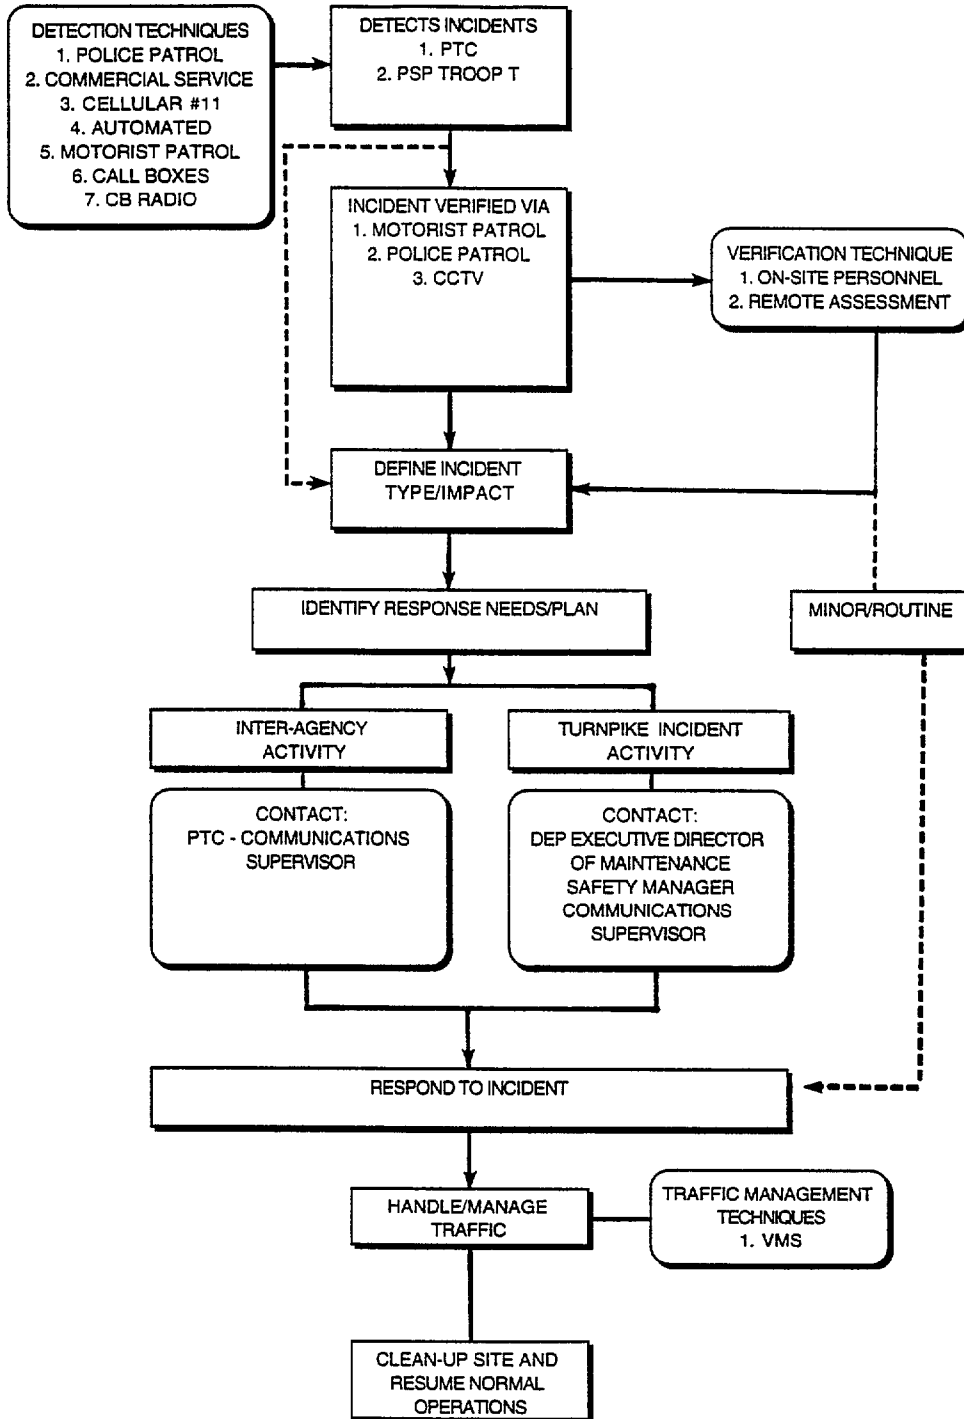 DETECTION TECHNIQUES
1. POLICE PATROL
2. COMMERCIAL SERVICE
3. CELLULAR #11
4. AUTOMATED
5. MOTORIST PATROL
6. CALL BOXES
7. CB RADIO
DETECTS INCIDENTS
1. PTC
2. PSP TROOP T
INCIDENT VERIFIED VIA
1. MOTORIST PATROL
2. POLICE PATROL
3. CCTV
VERIFICATION TECHNIQUE
1. ON-SITE PERSONNEL
2. REMOTE ASSESSMENT
DEFINE INCIDENT
TYPE/IMPACT
IDENTIFY RESPONSE NEEDS/PLAN
MINOR/ROUTINE
INTER-AGENCY
ACTIVITY
TURNPIKE INCIDENT
ACTIVITY
CONTACT:
PTC - COMMUNICATIONS
SUPERVISOR
CONTACT:
DEP EXECUTIVE DIRECTOR
OF MAINTENANCE
SAFETY MANAGER
COMMUNICATIONS
SUPERVISOR
RESPOND TO INCIDENT
HANDLE/MANAGE
TRAFFIC
TRAFFIC MANAGEMENT
TECHNIQUES
1. VMS
CLEAN-UP SITE AND
RESUME NORMAL
OPERATIONS